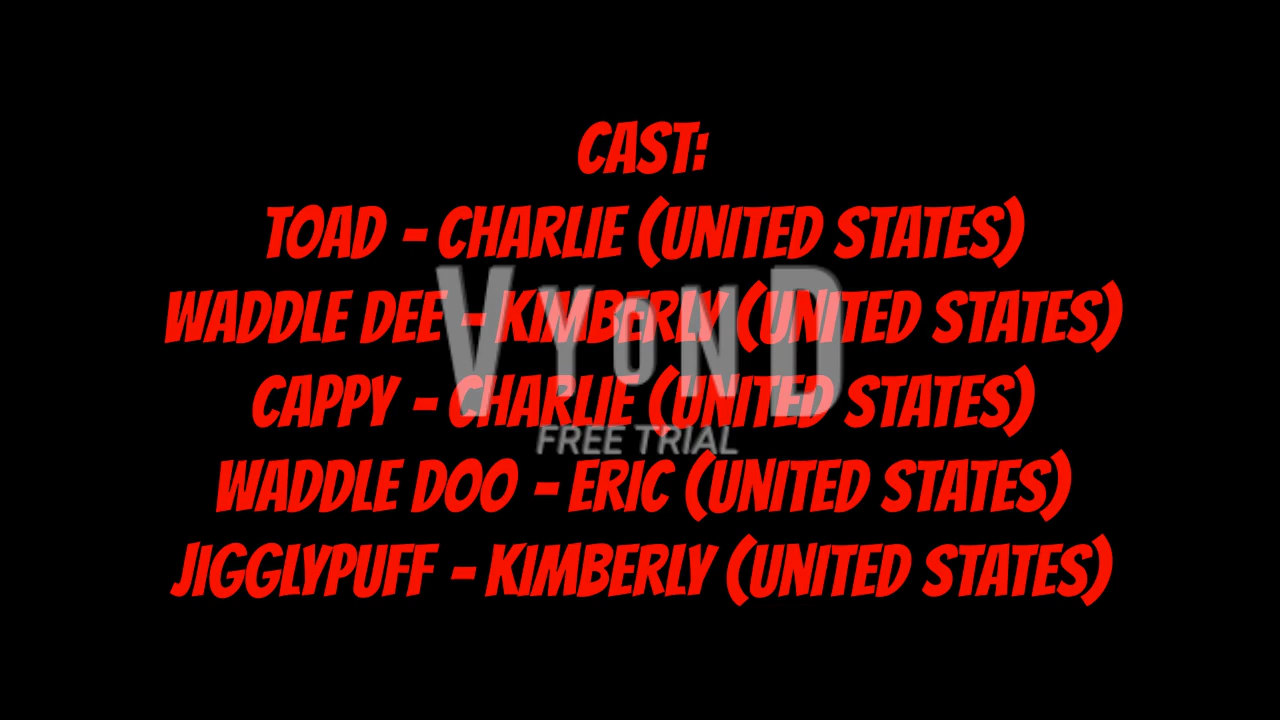 CAST:
TOAD - CHARLIE (UNITED STATES)
WADDLE DEE - KIMBERLY (UNITED STATES)
CAPPY - CHARLIE (UNITED STATES)
WADDLE DOO - ERIC (UNITED STATES)
JIGGLYPUFF - KIMBERLY (UNITED STATES)
VYOND
FREE TRIAL